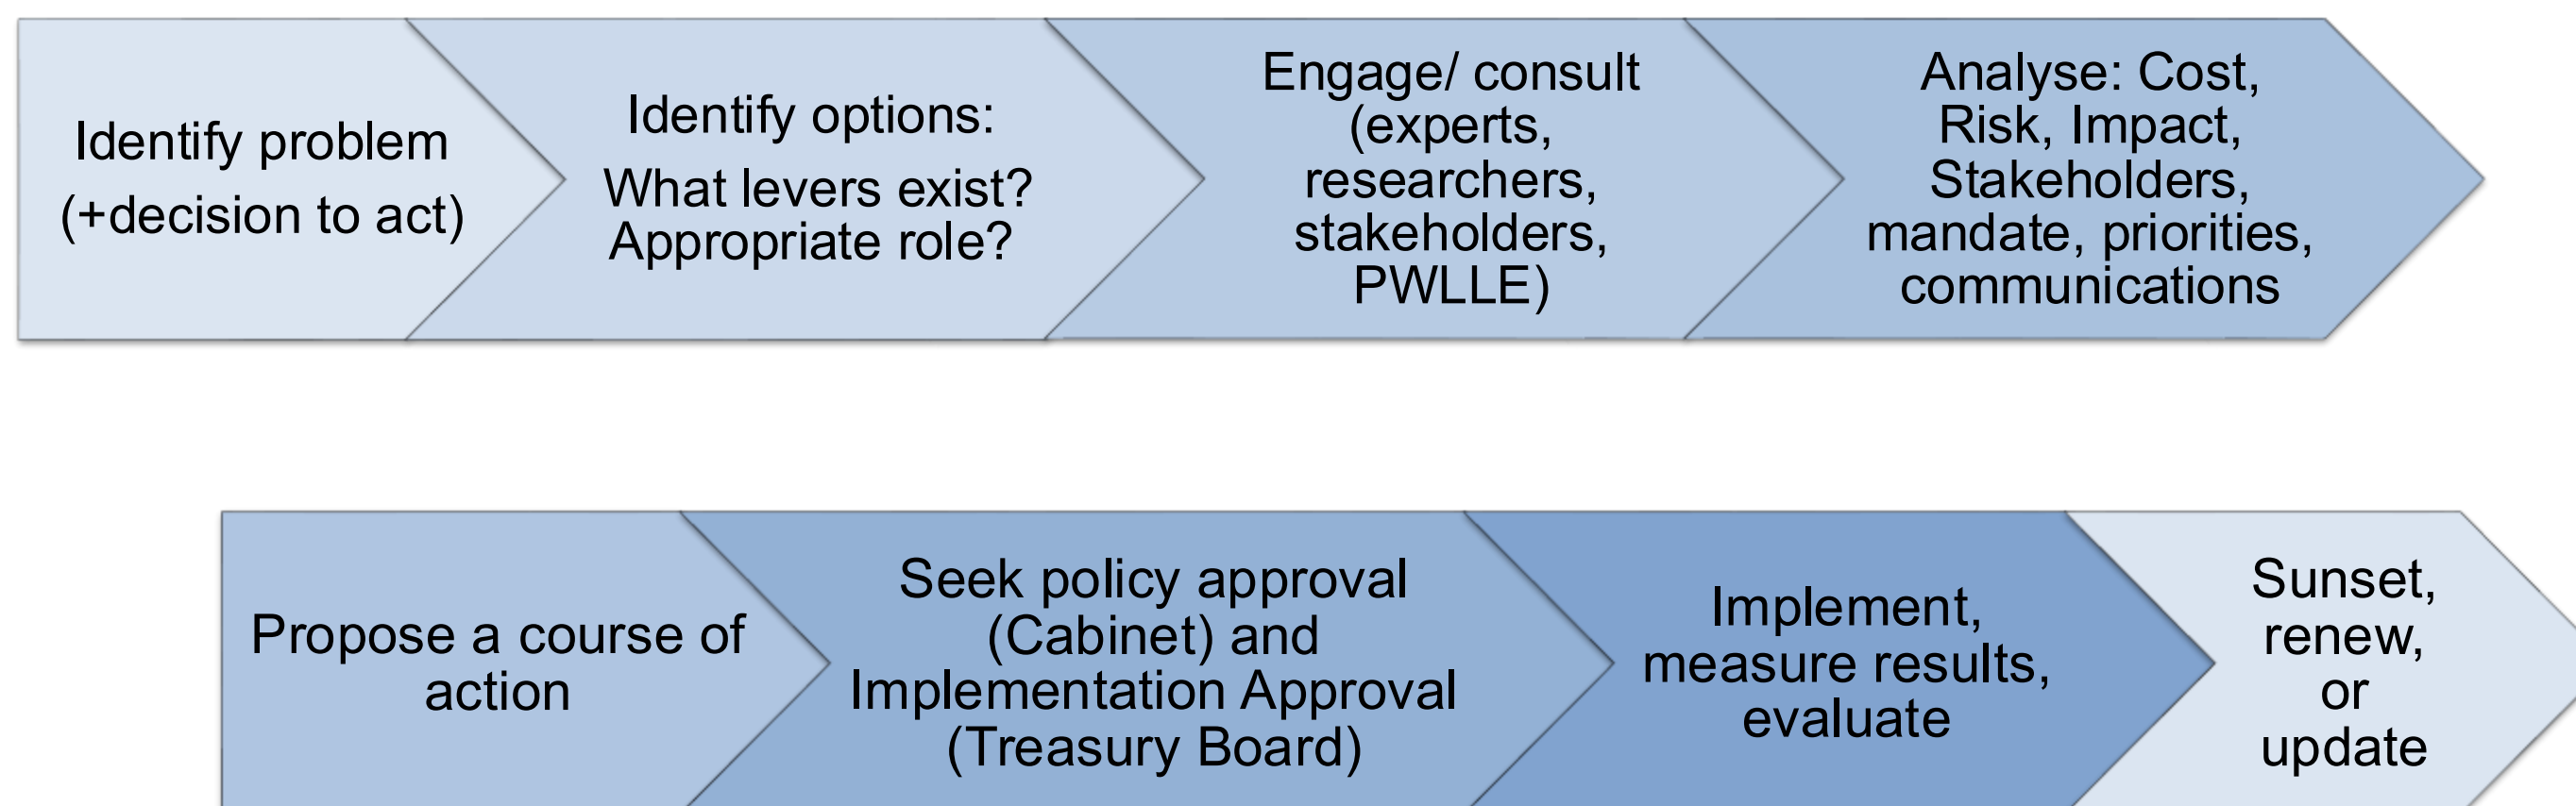 Identify problem
(+decision to act)
Identify options:
What levers exist?
Appropriate role?
Engage/ consult
(experts,
researchers,
stakeholders,
PWLLE)
Analyse: Cost,
Risk, Impact,
Stakeholders,
mandate, priorities,
communications
Propose a course of
action
Seek policy approval
(Cabinet) and
Implementation Approval
(Treasury Board)
Implement,
measure results,
evaluate
Sunset,
renew,
or
update